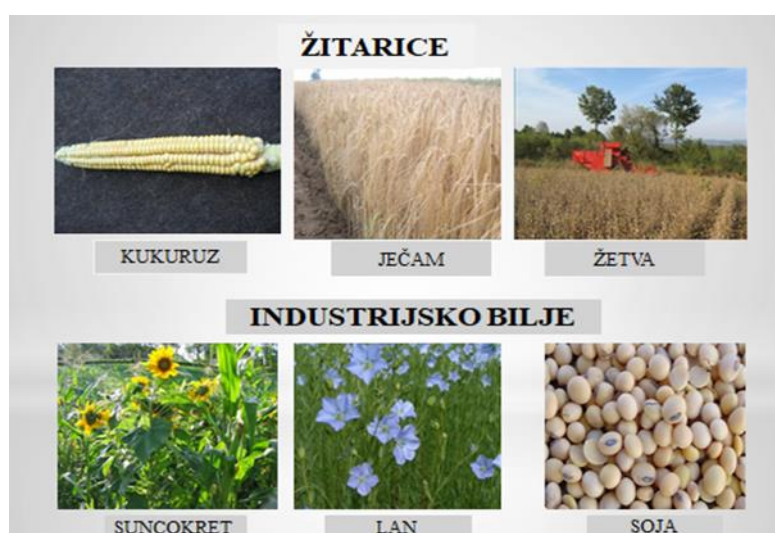 ŽITARICE
KUKURUZ
JEČAM
ŽETVA
INDUSTRIJSKO BILJE
SUNCOKRET
LAN
SOJA